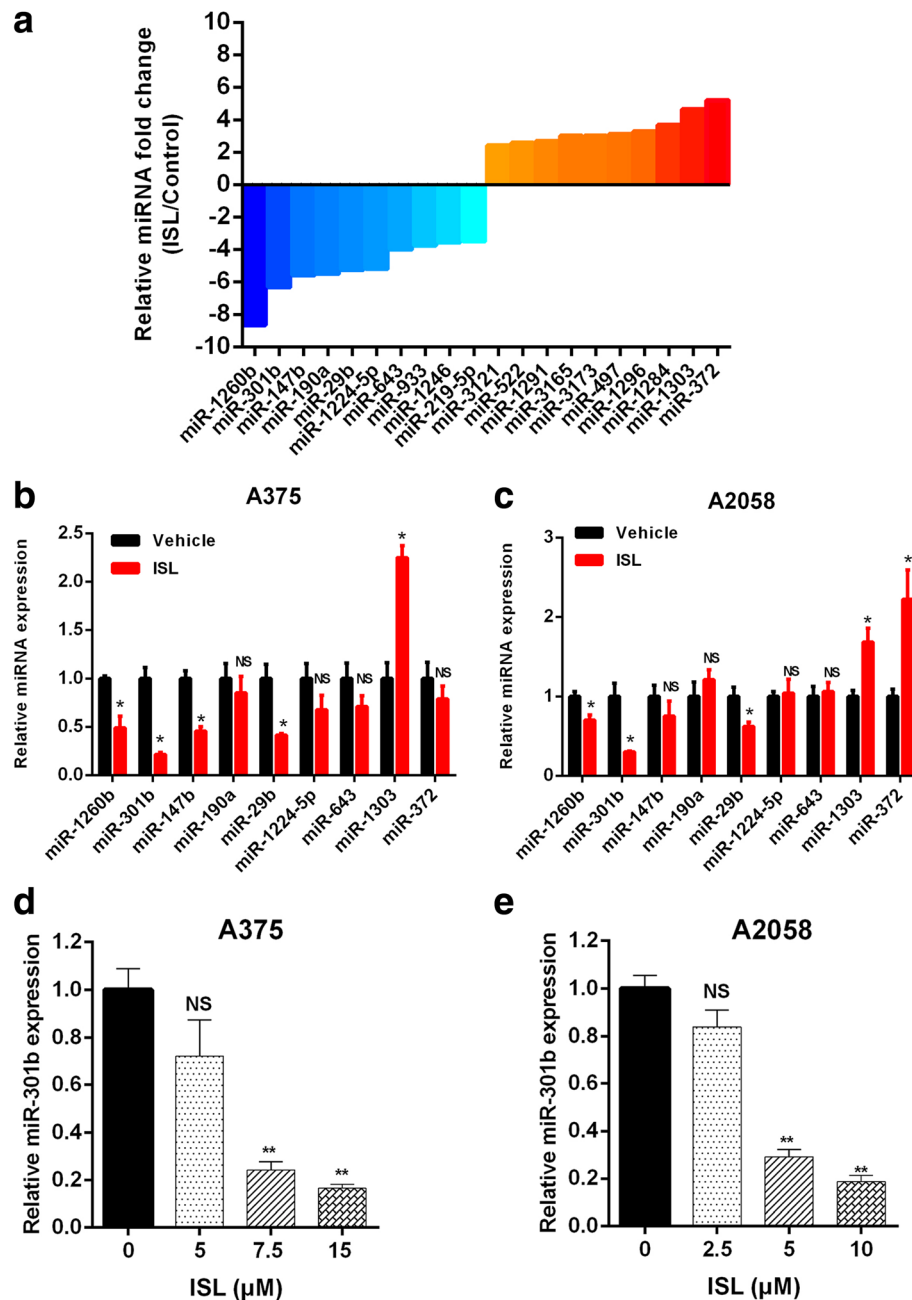 a
Relative miRNA fold change
(ISL/Control)
10
8
6
4
2
0
-2
-4
-6
-8
-10
miR-1260b
miR-301b
miR-147b
miR-190a
miR-29b
miR-1224-5p
miR-643
miR-933
miR-1246
miR-219-5p
miR-3121
miR-522
miR-1291
miR-3165
miR-3173
miR-497
miR-1296
miR-1284
miR-1303
miR-372
b
A375
Relative miRNA expression
2.5
2.0
1.5
1.0
0.5
0.0
Vehicle
ISL
* * * NS * NS NS * NS
miR-1260b
miR-301b
miR-147b
miR-190a
miR-29b
miR-1224-5p
miR-643
miR-1303
miR-372
c
A2058
Relative miRNA expression
3
2
1
0
Vehicle
ISL
* * NS NS * NS NS * *
miR-1260b
miR-301b
miR-147b
miR-190a
miR-29b
miR-1224-5p
miR-643
miR-1303
miR-372
d
A375
Relative miR-301b expression
1.2
1.0
0.8
0.6
0.4
0.2
0.0
NS ** **
0 5 7.5 15
ISL (µM)
e
A2058
Relative miR-301b expression
1.2
1.0
0.8
0.6
0.4
0.2
0.0
NS ** **
0 2.5 5 10
ISL (µM)